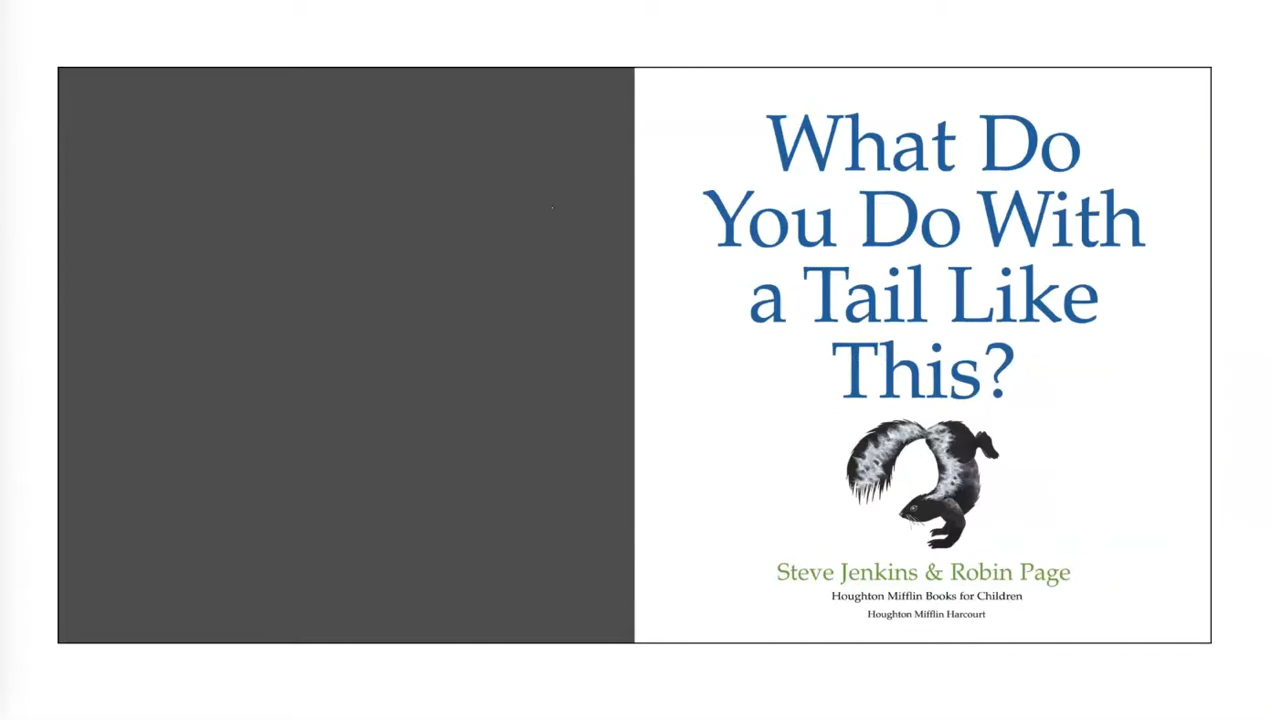 What Do
You Do With
a Tail Like
This?
Steve Jenkins & Robin Page
Houghton Mifflin Books for Children
Houghton Mifflin Harcourt